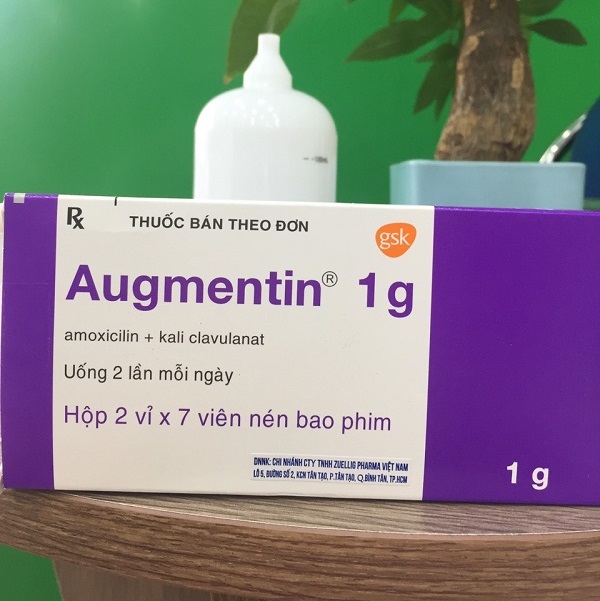 Rx THUỐC BÁN THEO ĐƠN
gsk
Augmentin® 1g
amoxicilin + kali clavulanat
Uống 2 lần mỗi ngày
Hộp 2 vỉ x 7 viên nén bao phim
DNNK: CHI NHÁNH CTY TNHH ZUELLIG PHARMA VIỆT NAM
LÔ 5, ĐƯỜNG SỐ 2, KCN TÂN TẠO, P.TÂN TẠO, Q.BÌNH TÂN, TP.HCM
1 g